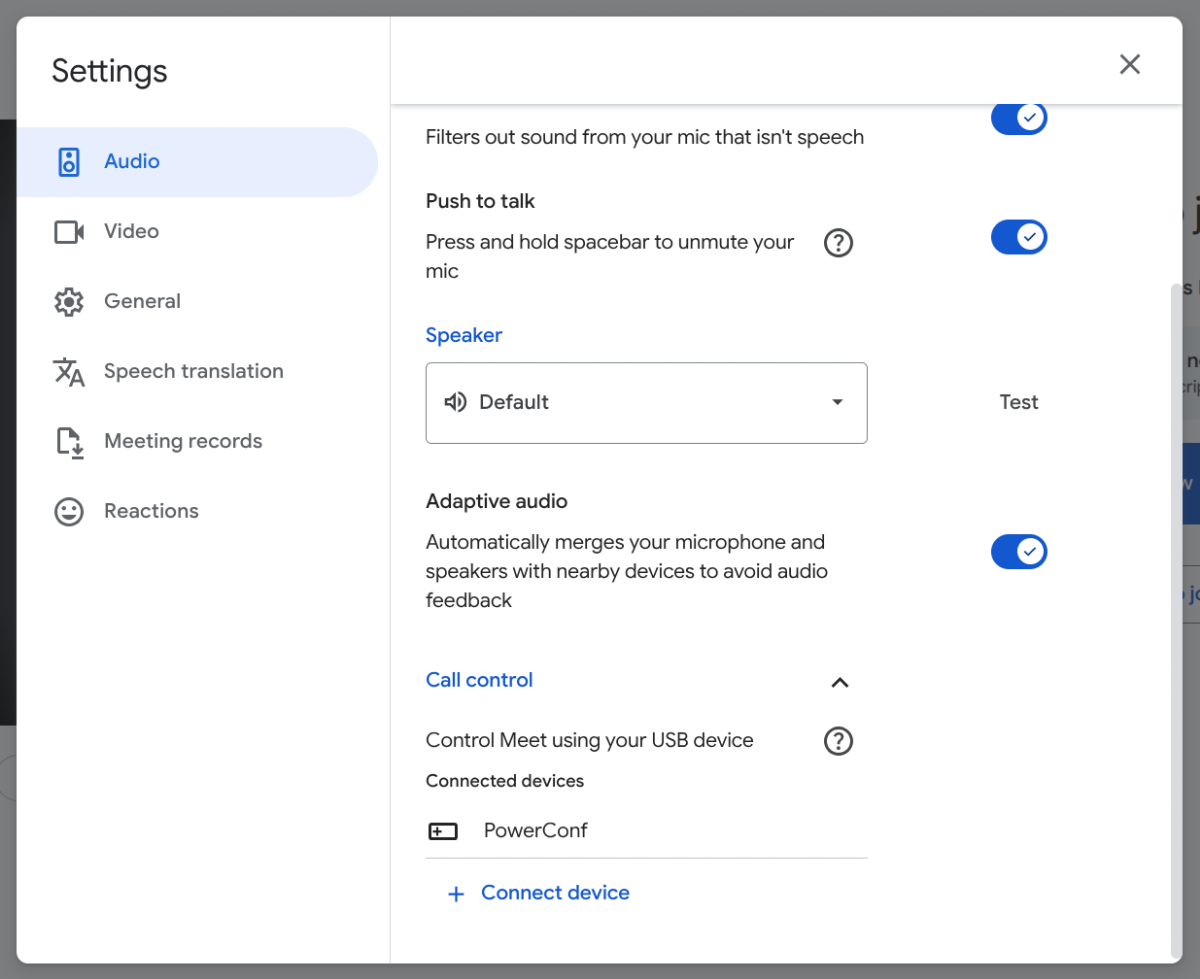 Settings
Audio
Video
General
Speech translation
Meeting records
Reactions
Filters out sound from your mic that isn't speech
Push to talk
Press and hold spacebar to unmute your
mic
Speaker
Default
Test
Adaptive audio
Automatically merges your microphone and
speakers with nearby devices to avoid audio
feedback
Call control
Control Meet using your USB device
Connected devices
PowerConf
+ Connect device